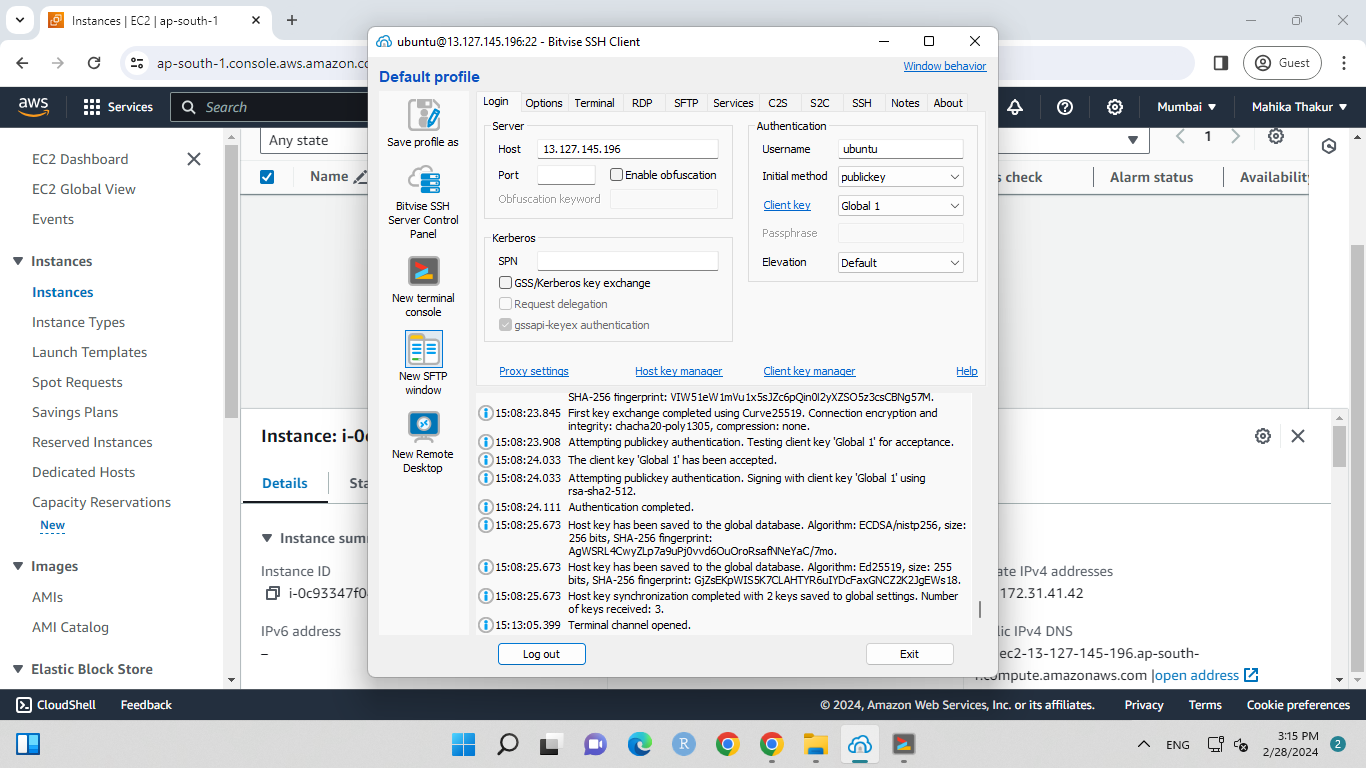 Instances | EC2 | ap-south-1
ap-south-1.console.aws.amazon.co
Guest
aws
Services
Search
Mumbai
Mahika Thakur
EC2 Dashboard
EC2 Global View
Events
Instances
Instances
Instance Types
Launch Templates
Spot Requests
Savings Plans
Reserved Instances
Dedicated Hosts
Capacity Reservations
New
Images
AMIs
AMI Catalog
Elastic Block Store
Any state
1
Name
s check
Alarm status
Availability
Instance: i-0c
Details
Sta
Instance sum
Instance ID
i-0c93347f0
IPv6 address
–
ate IPv4 addresses
172.31.41.42
lic IPv4 DNS
ec2-13-127-145-196.ap-south-
.compute.amazonaws.com |open address
ubuntu@13.127.145.196:22 - Bitvise SSH Client
Default profile
Window behavior
Save profile as
Bitvise SSH
Server Control
Panel
New terminal
console
New SFTP
window
New Remote
Desktop
Login
Options
Terminal
RDP
SFTP
Services
C2S
S2C
SSH
Notes
About
Server
Host
13.127.145.196
Port
Enable obfuscation
Obfuscation keyword
Kerberos
SPN
GSS/Kerberos key exchange
Request delegation
gssapi-keyex authentication
Authentication
Username
ubuntu
Initial method
publickey
Client key
Global 1
Passphrase
Elevation
Default
Proxy settings
Host key manager
Client key manager
Help
SHA-256 fingerprint: VIW51eW1mVu1x5sJZc6pQin0l2yXZSO5z3csCBNg57M.
15:08:23.845 First key exchange completed using Curve25519. Connection encryption and
integrity: chacha20-poly1305, compression: none.
15:08:23.908 Attempting publickey authentication. Testing client key 'Global 1' for acceptance.
15:08:24.033 The client key 'Global 1' has been accepted.
15:08:24.033 Attempting publickey authentication. Signing with client key 'Global 1' using
rsa-sha2-512.
15:08:24.111 Authentication completed.
15:08:25.673 Host key has been saved to the global database. Algorithm: ECDSA/nistp256, size:
256 bits, SHA-256 fingerprint:
AgWSRL4CwyZLp7a9uPj0vvd6OuOroRsafNNeYaC/7mo.
15:08:25.673 Host key has been saved to the global database. Algorithm: Ed25519, size: 255
bits, SHA-256 fingerprint: GjZsEKpWIS5K7CLAHTYR6uIYDcFaxGNCZ2K2JgEWs18.
15:08:25.673 Host key synchronization completed with 2 keys saved to global settings. Number
of keys received: 3.
15:13:05.399 Terminal channel opened.
Log out
Exit
CloudShell
Feedback
© 2024, Amazon Web Services, Inc. or its affiliates.
Privacy
Terms
Cookie preferences
R
ENG
3:15 PM
2/28/2024
2